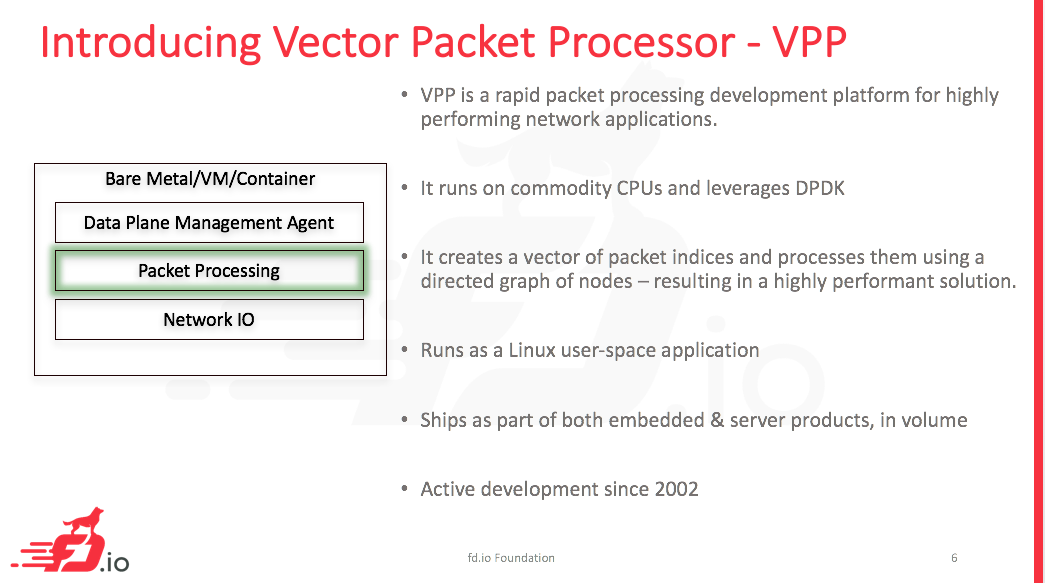 Introducing Vector Packet Processor - VPP
Bare Metal/VM/Container
Data Plane Management Agent
Packet Processing
Network IO
• VPP is a rapid packet processing development platform for highly
performing network applications.
• It runs on commodity CPUs and leverages DPDK
• It creates a vector of packet indices and processes them using a
directed graph of nodes – resulting in a highly performant solution.
• Runs as a Linux user-space application
• Ships as part of both embedded & server products, in volume
• Active development since 2002
.io
fd.io Foundation
6